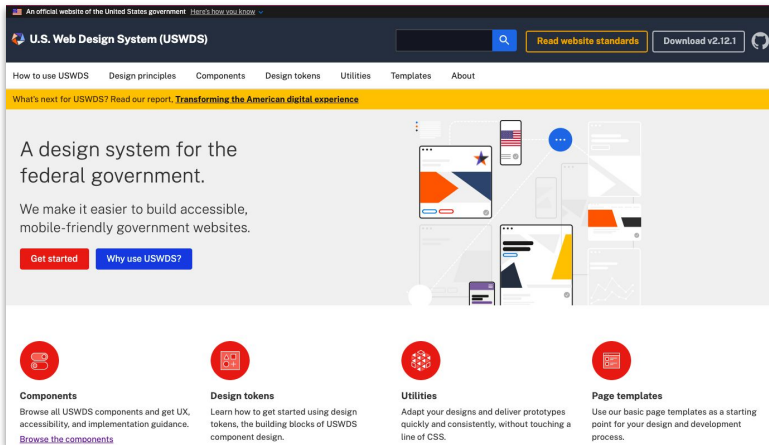 An official website of the United States government Here's how you know
U.S. Web Design System (USWDS)
Read website standards
Download v2.12.1
How to use USWDS Design principles Components Design tokens Utilities Templates About
What's next for USWDS? Read our report, Transforming the American digital experience
A design system for the
federal government.
We make it easier to build accessible,
mobile-friendly government websites.
Get started
Why use USWDS?
Components
Browse all USWDS components and get UX,
accessibility, and implementation guidance.
Browse the components
Design tokens
Learn how to get started using design
tokens, the building blocks of USWDS
component design.
Utilities
Adapt your designs and deliver prototypes
quickly and consistently, without touching a
line of CSS.
Page templates
Use our basic page templates as a starting
point for your design and development
process.